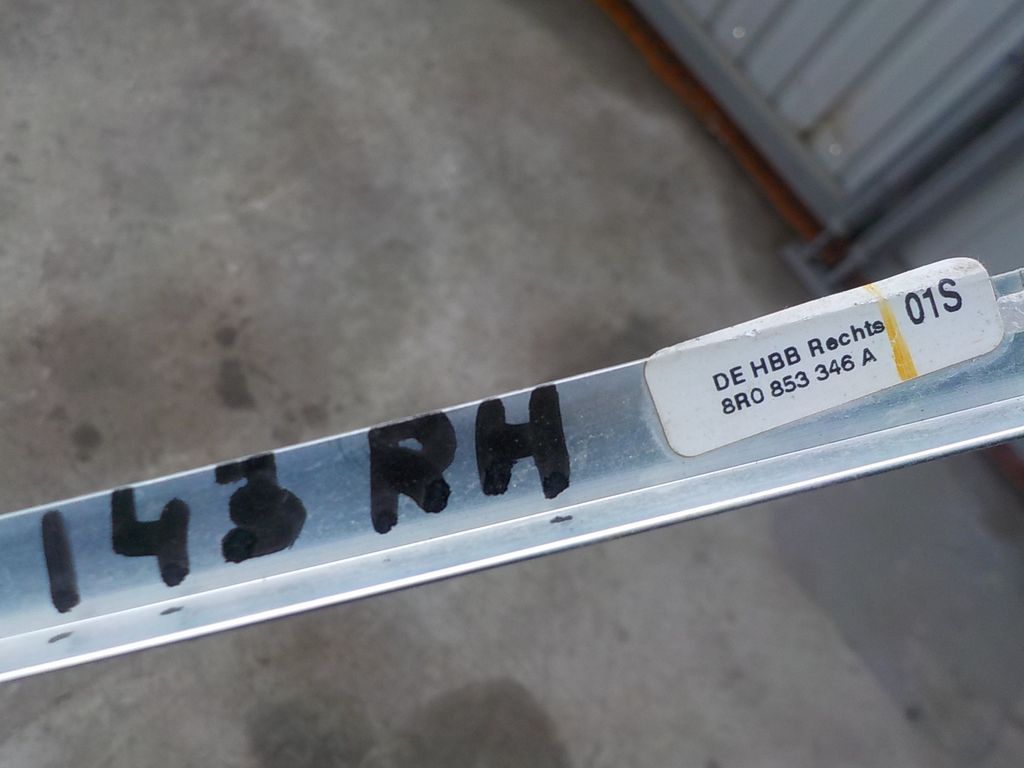 143 RH
DE HBB Rechts
8R0 853 346 A
01S